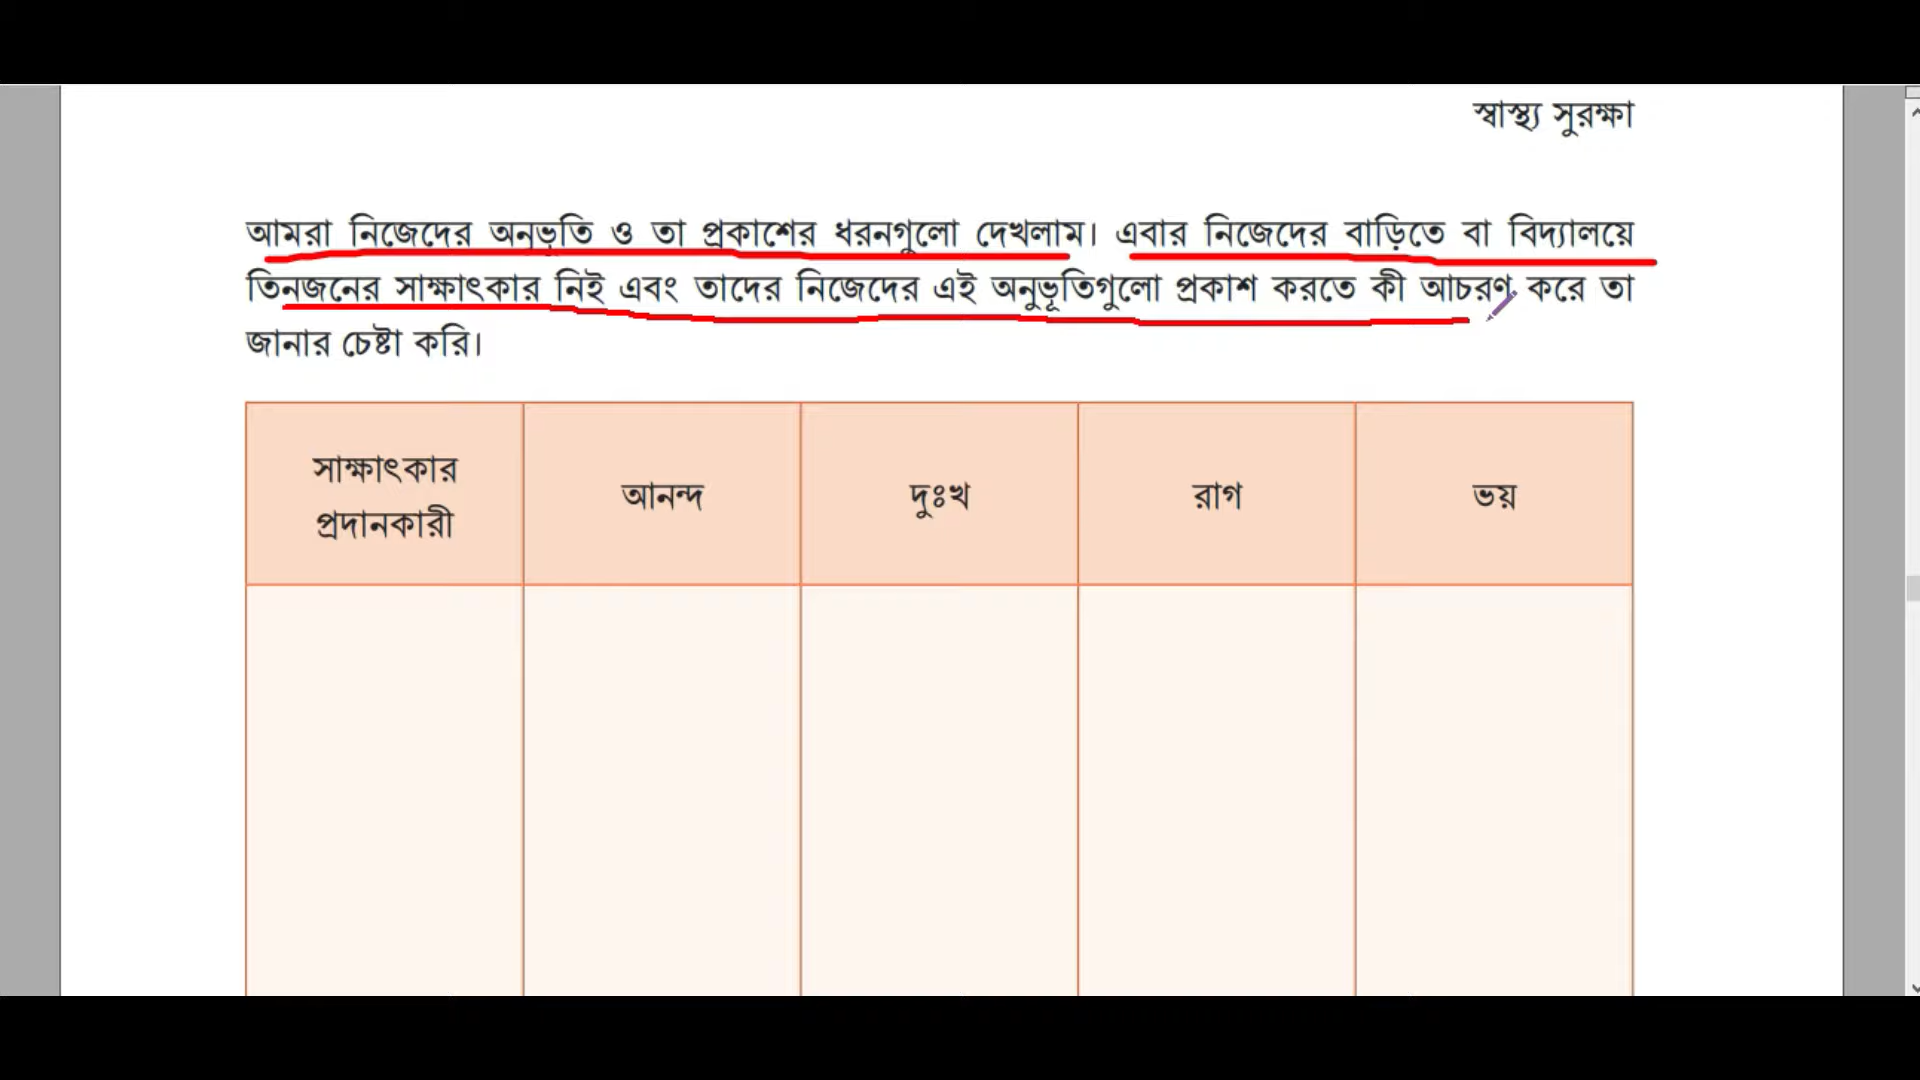 স্বাস্থ্য সুরক্ষা
আমরা নিজেদের অনুভূতি ও তা প্রকাশের ধরনগুলো দেখলাম। এবার নিজেদের বাড়িতে বা বিদ্যালয়ে
তিনজনের সাক্ষাৎকার নিই এবং তাদের নিজেদের এই অনুভূতিগুলো প্রকাশ করতে কী আচরণ করে তা
জানার চেষ্টা করি।
সাক্ষাৎকার
প্রদানকারী
আনন্দ
দুঃখ
রাগ
ভয়